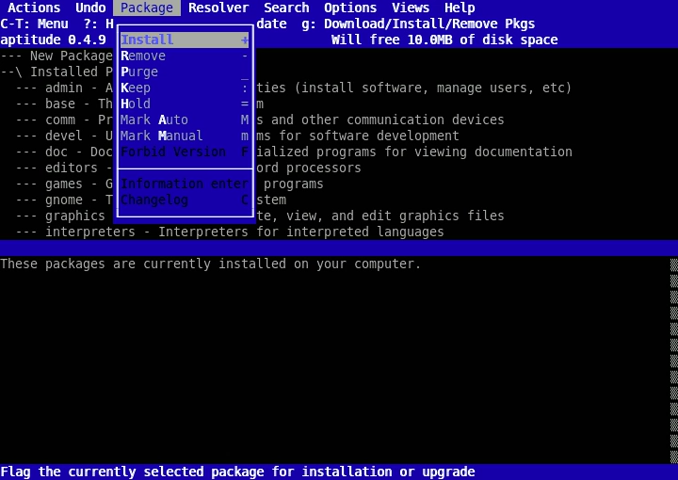 Actions Undo Package Resolver Search Options Views Help
C-T: Menu ?: H date g: Download/Install/Remove Pkgs
aptitude 0.4.9 Will free 10.0MB of disk space
Install +
--- New Package
Remove -
--\ Installed P
Purge _
--- admin - A ties (install software, manage users, etc)
Keep :
--- base - Th m
Hold =
--- comm - Pr s and other communication devices
Mark Auto M
--- devel - U ms for software development
Mark Manual m
--- doc - Doc ialized programs for viewing documentation
Forbid Version F
--- editors - ord processors
--- games - G programs
Information enter
--- gnome - T stem
Changelog C
--- graphics te, view, and edit graphics files
--- interpreters - Interpreters for interpreted languages
These packages are currently installed on your computer.
Flag the currently selected package for installation or upgrade